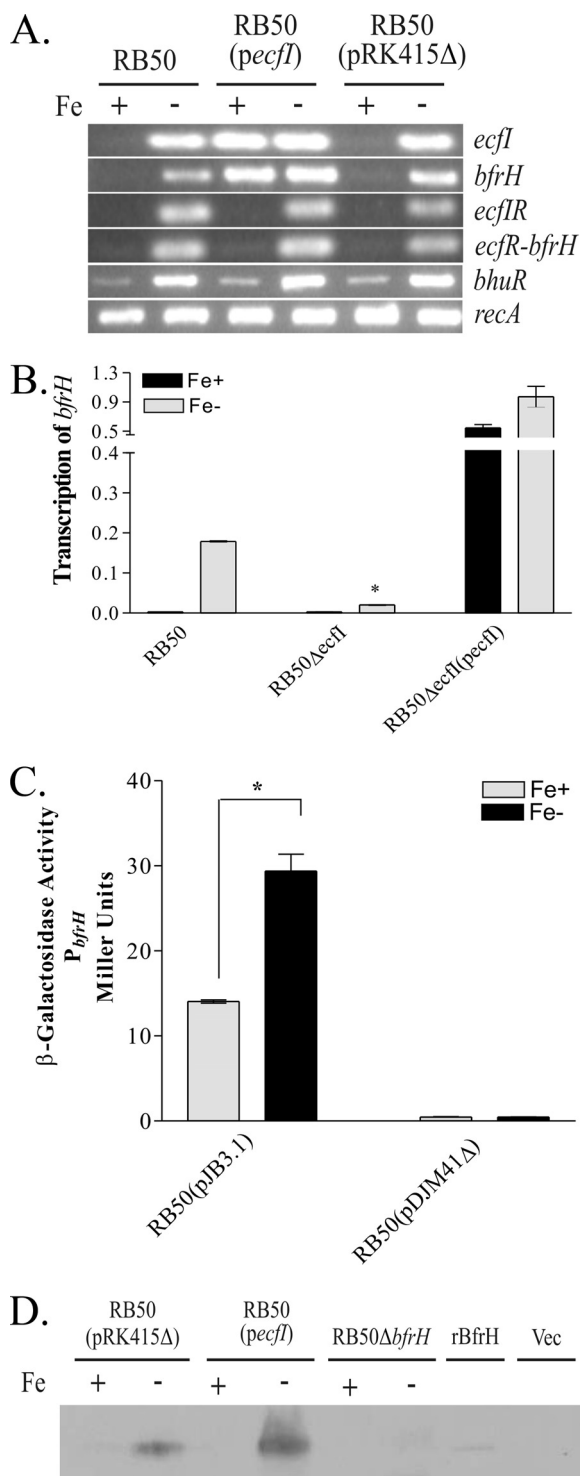 A.
RB50 RB50 (pecfI) RB50 (pRK415Δ)
Fe + - + - + -
ecfI
bfrH
ecfIR
ecfR-bfrH
bhuR
recA
B.
Transcription of bfrH
Fe+
Fe-
1.3
0.9
0.5
0.4
0.3
0.2
0.1
0.0
*
RB50
RB50ΔecfI
RB50ΔecfI(pecfI)
C.
β-Galactosidase Activity
PbfrH
Miller Units
Fe+
Fe-
40
30
20
10
0
*
RB50(pJB3.1)
RB50(pDJM41Δ)
D.
RB50 (pRK415Δ) RB50 (pecfI) RB50ΔbfrH rBfrH Vec
Fe + - + - + -